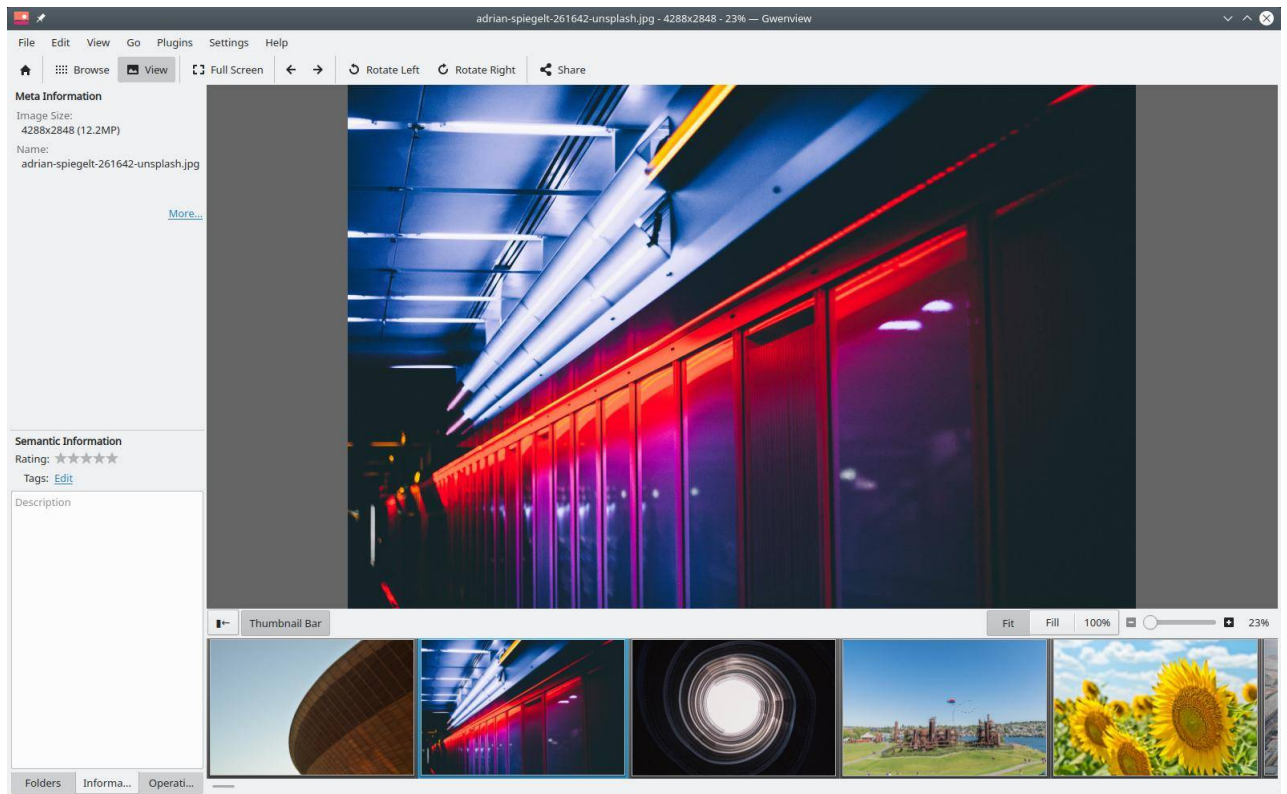 adrian-spiegelt-261642-unsplash.jpg - 4288x2848 - 23% — Gwenview
File Edit View Go Plugins Settings Help
Browse View Full Screen Rotate Left Rotate Right Share
Meta Information
Image Size:
4288x2848 (12.2MP)
Name:
adrian-spiegelt-261642-unsplash.jpg
More...
Semantic Information
Rating:
Tags: Edit
Description
Thumbnail Bar Fit Fill 100% 23%
Folders Informa... Operati...